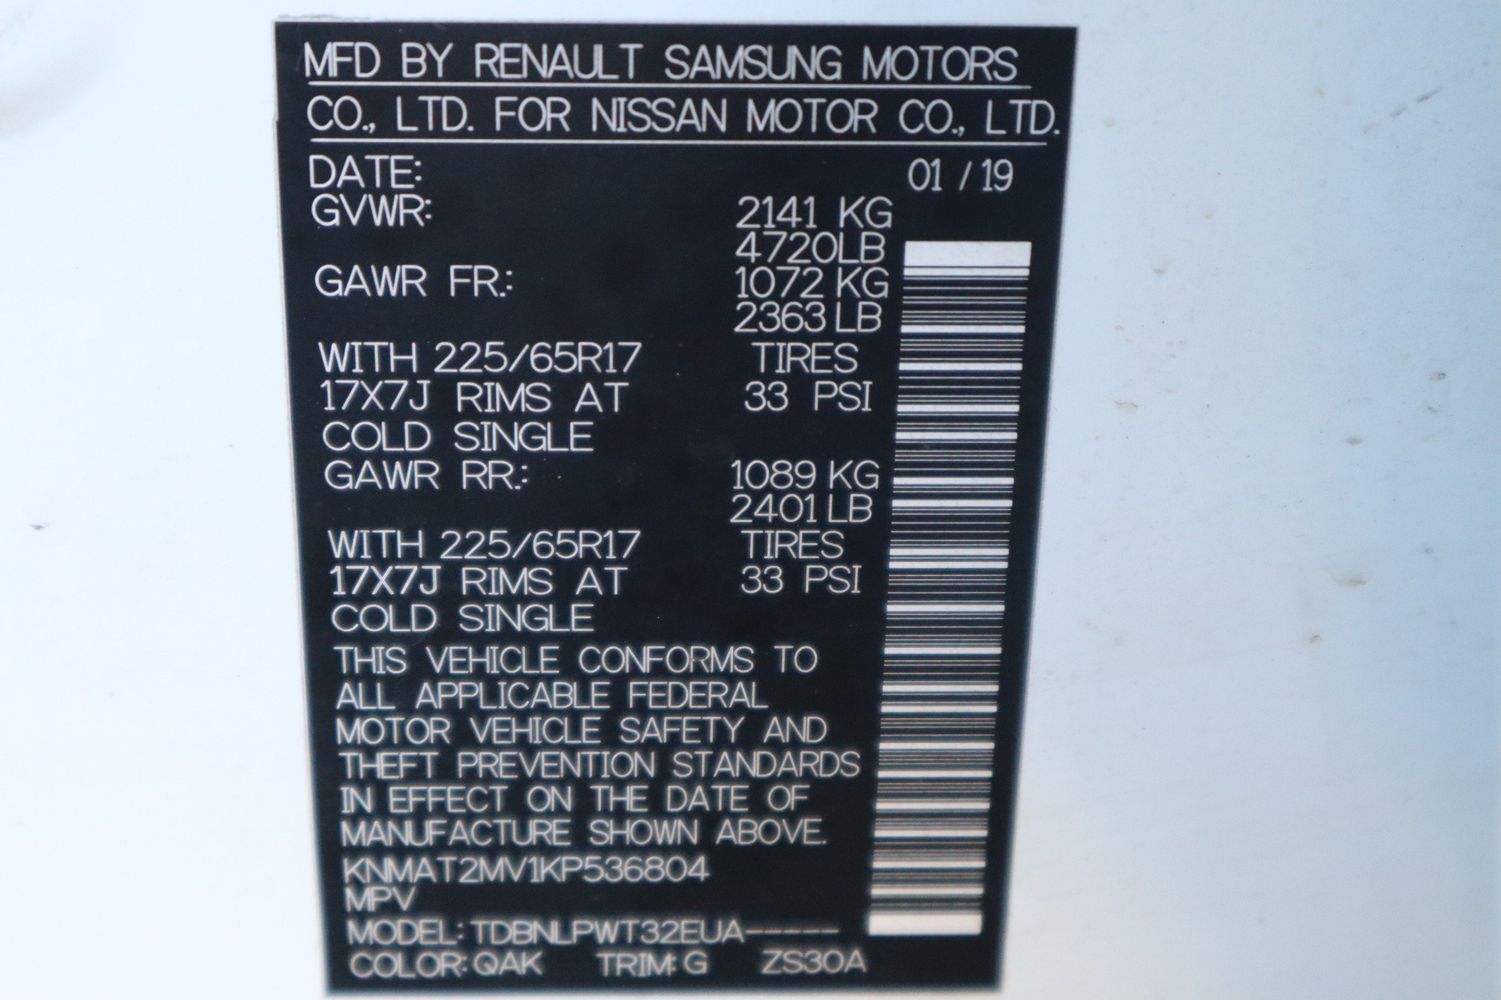 MFD BY RENAULT SAMSUNG MOTORS
CO., LTD. FOR NISSAN MOTOR CO., LTD.
DATE: 01 / 19
GVWR: 2141 KG
4720LB
GAWR FR.: 1072 KG
2363 LB
WITH 225/65R17 TIRES
17X7J RIMS AT 33 PSI
COLD SINGLE
GAWR RR.: 1089 KG
2401 LB
WITH 225/65R17 TIRES
17X7J RIMS AT 33 PSI
COLD SINGLE
THIS VEHICLE CONFORMS TO
ALL APPLICABLE FEDERAL
MOTOR VEHICLE SAFETY AND
THEFT PREVENTION STANDARDS
IN EFFECT ON THE DATE OF
MANUFACTURE SHOWN ABOVE.
KNMAT2MV1KP536804
MPV
MODEL: TDBNLPWT32EUA-----
COLOR: QAK TRIM: G ZS30A